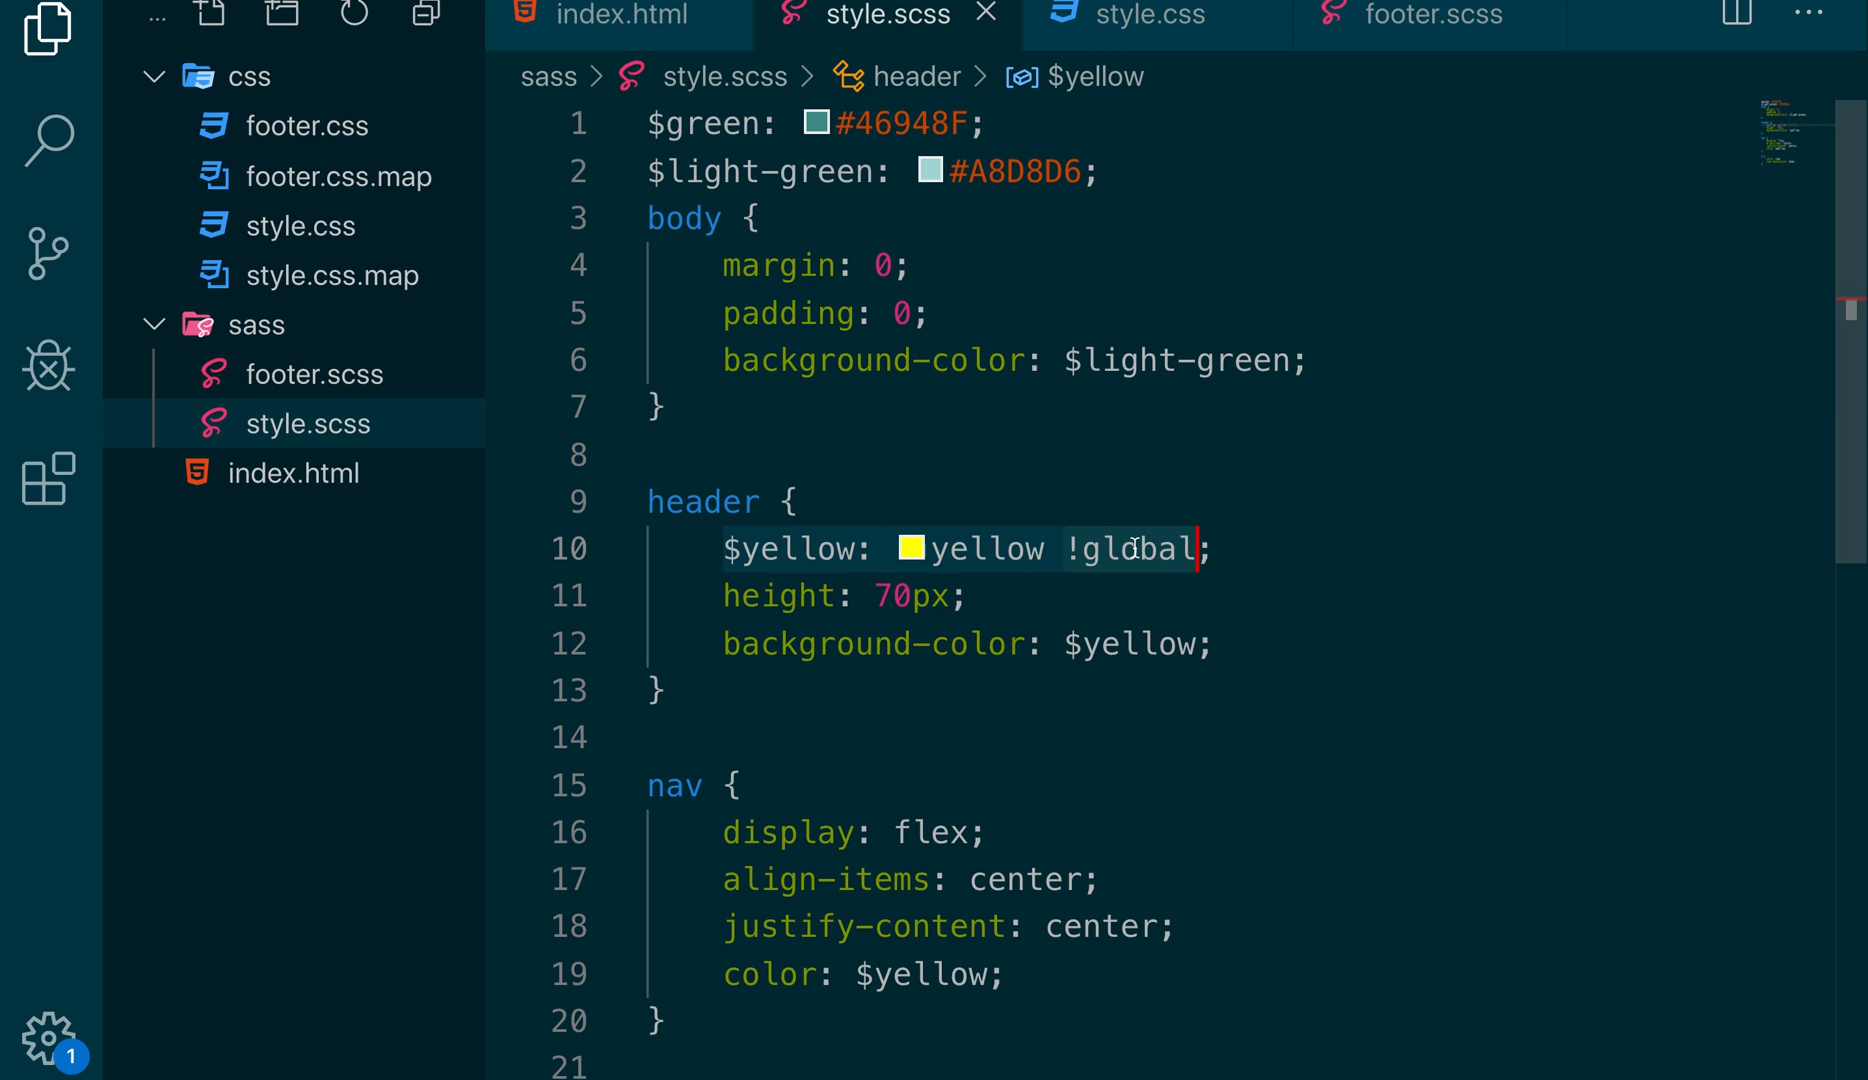 ...
index.html
style.scss
style.css
footer.scss
...
css
footer.css
footer.css.map
style.css
style.css.map
sass
footer.scss
style.scss
index.html
1
sass > style.scss > header > $yellow
1 $green: #46948F;
2 $light-green: #A8D8D6;
3 body {
4 margin: 0;
5 padding: 0;
6 background-color: $light-green;
7 }
8
9 header {
10 $yellow: yellow !global;
11 height: 70px;
12 background-color: $yellow;
13 }
14
15 nav {
16 display: flex;
17 align-items: center;
18 justify-content: center;
19 color: $yellow;
20 }
21